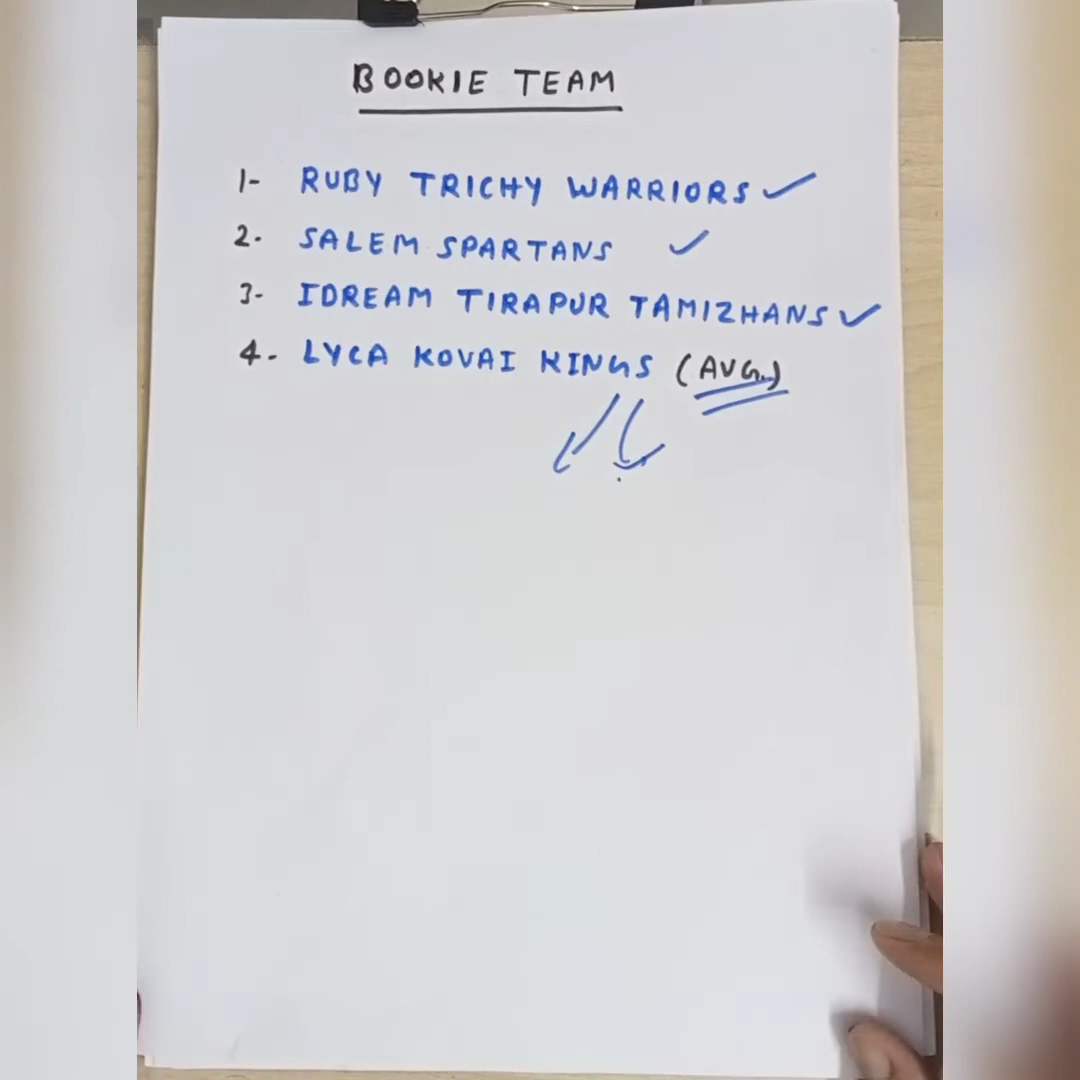 BOOKIE TEAM
1- RUBY TRICHY WARRIORS ✓
2. SALEM SPARTANS ✓
3- IDREAM TIRAPUR TAMIZHANS ✓
4. LYCA KOVAI KINGS (AVG.)